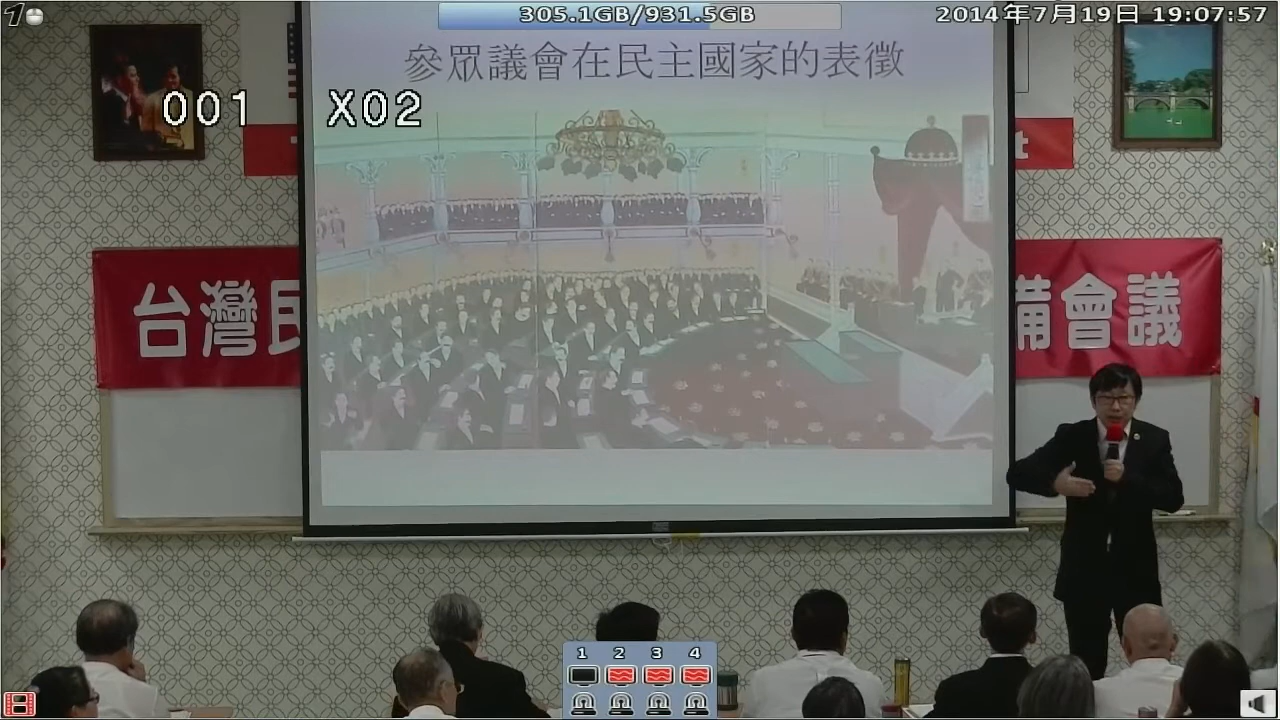 1
305.1GB/931.5GB
2014年7月19日 19:07:57
參眾議會在民主國家的表徵
001 X02
t
台灣民
備會議
1 2 3 4